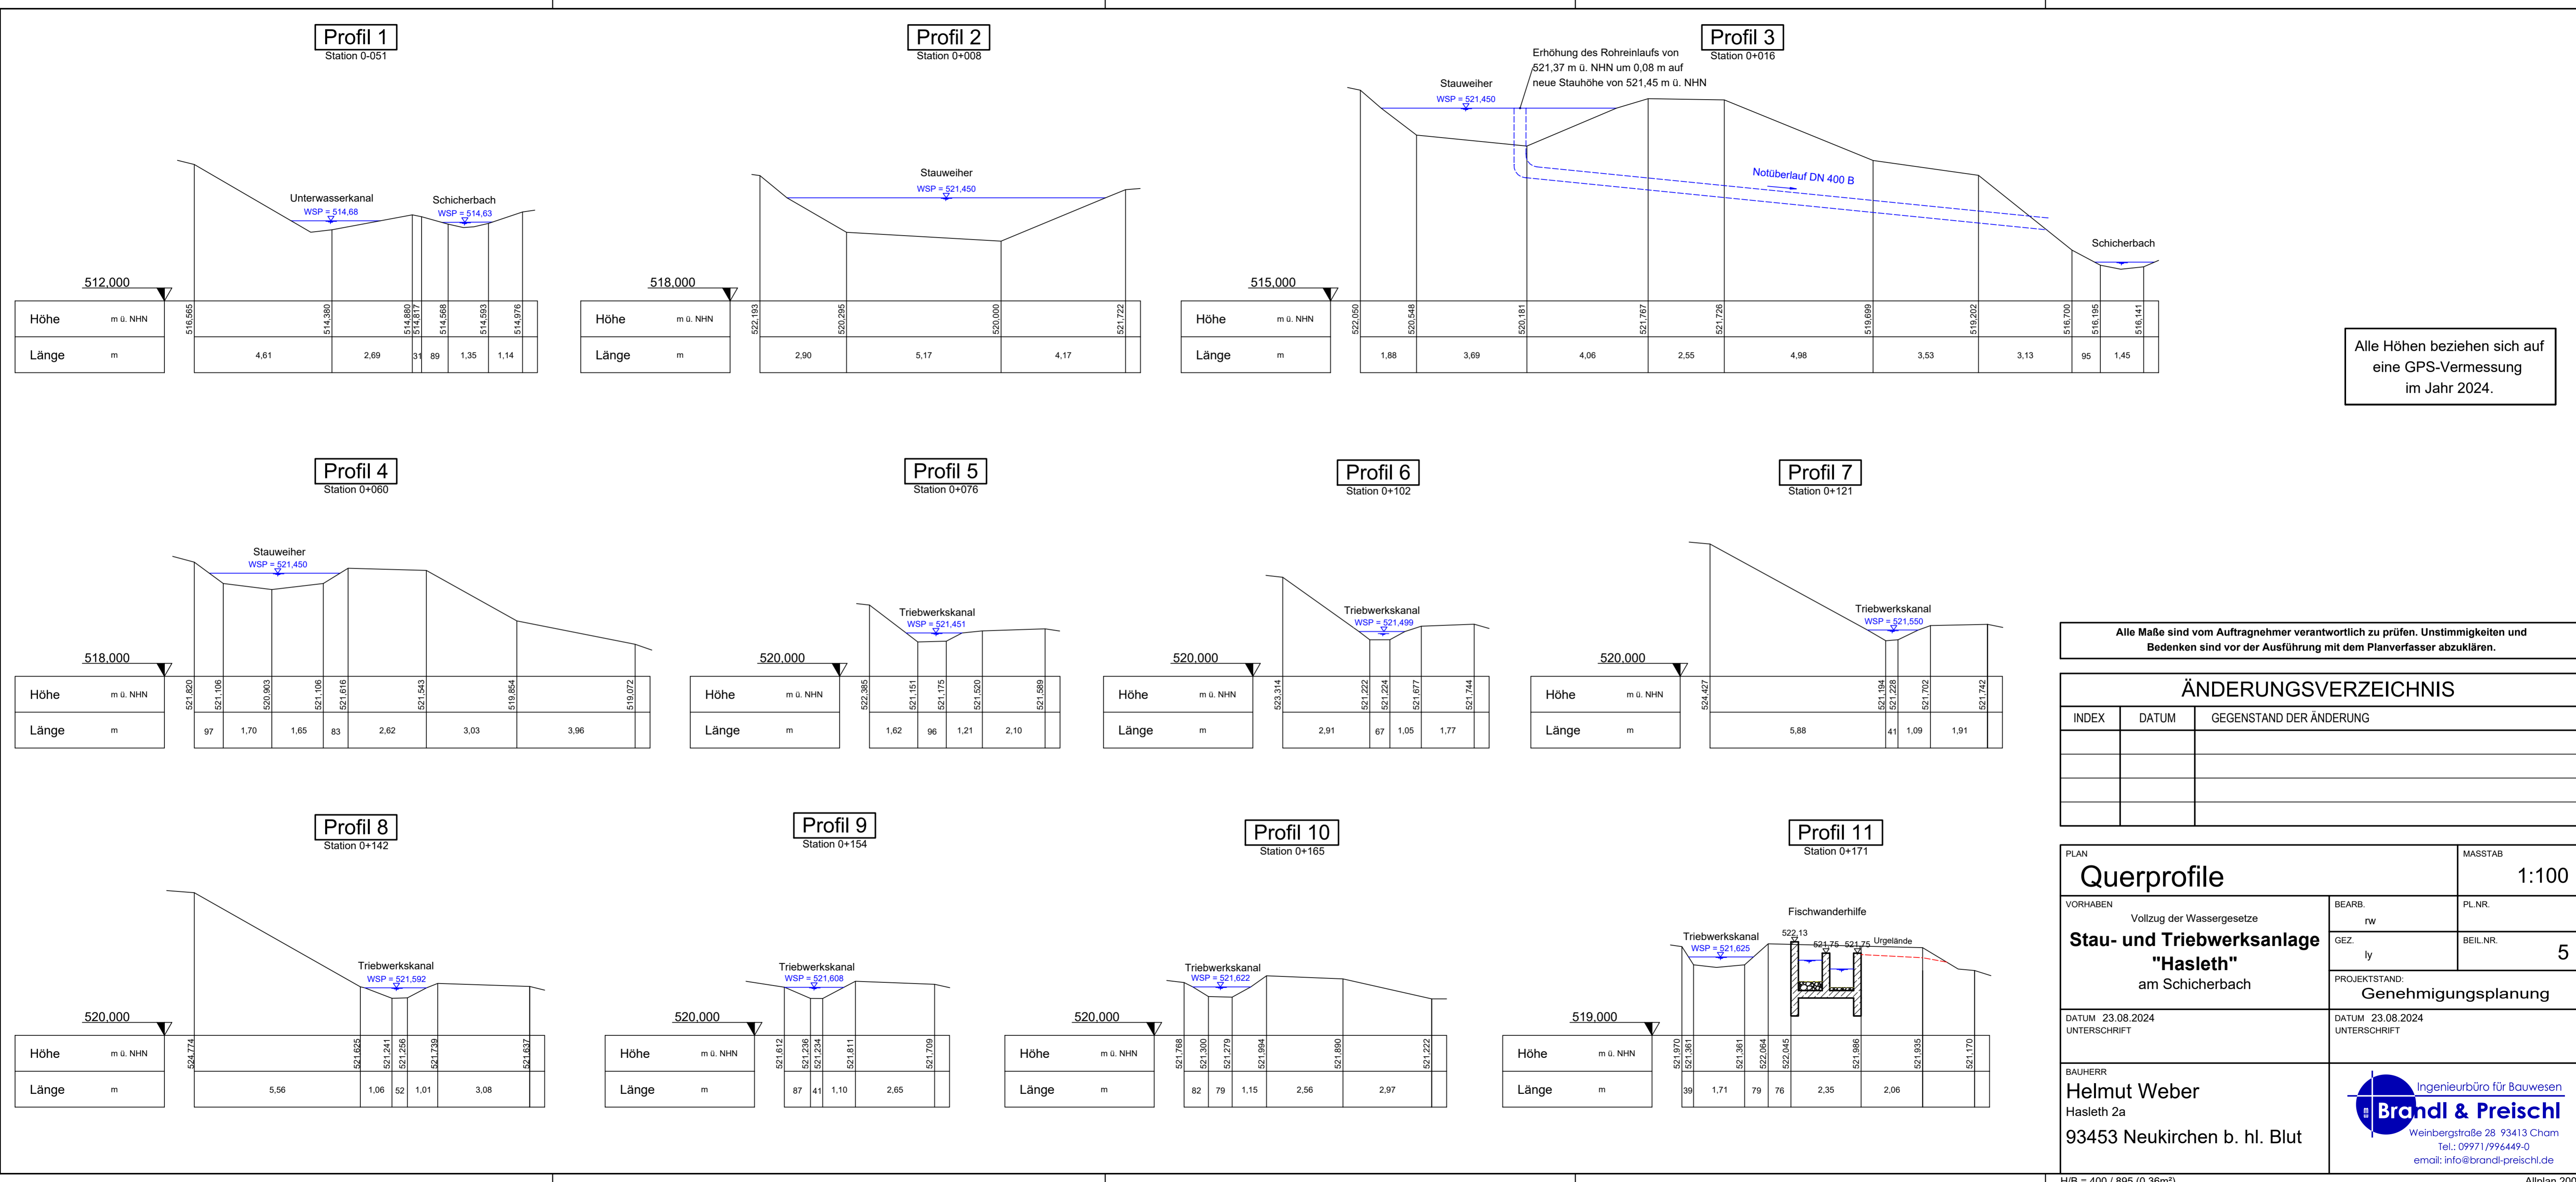 Profil 1
Station 0-051
Unterwasserkanal
WSP = 514,68
Schicherbach
WSP = 514,63
512,000
Höhe m ü. NHN 516,565 514,380 514,880 514,817 514,568 514,593 514,976
Länge m 4,61 2,69 31 89 1,35 1,14
Profil 2
Station 0+008
Stauweiher
WSP = 521,450
518,000
Höhe m ü. NHN 522,193 520,295 520,000 521,722
Länge m 2,90 5,17 4,17
Profil 3
Station 0+016
Erhöhung des Rohreinlaufs von
521,37 m ü. NHN um 0,08 m auf
neue Stauhöhe von 521,45 m ü. NHN
Stauweiher
WSP = 521,450
Notüberlauf DN 400 B
Schicherbach
515,000
Höhe m ü. NHN 522,050 520,548 520,181 521,767 521,726 519,699 519,202 516,700 516,195 516,141
Länge m 1,88 3,69 4,06 2,55 4,98 3,53 3,13 95 1,45
Alle Höhen beziehen sich auf
eine GPS-Vermessung
im Jahr 2024.
Profil 4
Station 0+060
Stauweiher
WSP = 521,450
518,000
Höhe m ü. NHN 521,820 521,106 520,903 521,106 521,616 521,543 519,854 519,072
Länge m 97 1,70 1,65 83 2,62 3,03 3,96
Profil 5
Station 0+076
Triebwerkskanal
WSP = 521,451
520,000
Höhe m ü. NHN 522,385 521,151 521,175 521,520 521,589
Länge m 1,62 96 1,21 2,10
Profil 6
Station 0+102
Triebwerkskanal
WSP = 521,499
520,000
Höhe m ü. NHN 523,314 521,222 521,224 521,677 521,744
Länge m 2,91 67 1,05 1,77
Profil 7
Station 0+121
Triebwerkskanal
WSP = 521,550
520,000
Höhe m ü. NHN 524,427 521,194 521,228 521,702 521,742
Länge m 5,88 41 1,09 1,91
Profil 8
Station 0+142
Triebwerkskanal
WSP = 521,592
520,000
Höhe m ü. NHN 524,774 521,625 521,241 521,256 521,739 521,637
Länge m 5,56 1,06 52 1,01 3,08
Profil 9
Station 0+154
Triebwerkskanal
WSP = 521,608
520,000
Höhe m ü. NHN 521,612 521,236 521,234 521,811 521,709
Länge m 87 41 1,10 2,65
Profil 10
Station 0+165
Triebwerkskanal
WSP = 521,622
520,000
Höhe m ü. NHN 521,768 521,300 521,279 521,994 521,890 521,222
Länge m 82 79 1,15 2,56 2,97
Profil 11
Station 0+171
Fischwanderhilfe
Triebwerkskanal
WSP = 521,625
522,13
521,75 521,75
Urgelände
519,000
Höhe m ü. NHN 521,970 521,361 521,361 522,064 522,045 521,986 521,935 521,170
Länge m 39 1,71 79 76 2,35 2,06
Alle Maße sind vom Auftragnehmer verantwortlich zu prüfen. Unstimmigkeiten und
Bedenken sind vor der Ausführung mit dem Planverfasser abzuklären.
ÄNDERUNGSVERZEICHNIS
INDEX DATUM GEGENSTAND DER ÄNDERUNG
PLAN
Querprofile
MASSTAB
1:100
VORHABEN
Vollzug der Wassergesetze
Stau- und Triebwerksanlage
"Hasleth"
am Schicherbach
BEARB.
rw
PL.NR.
GEZ.
ly
BEIL.NR.
5
PROJEKTSTAND:
Genehmigungsplanung
DATUM 23.08.2024
UNTERSCHRIFT
DATUM 23.08.2024
UNTERSCHRIFT
BAUHERR
Helmut Weber
Hasleth 2a
93453 Neukirchen b. hl. Blut
Ingenieurbüro für Bauwesen
Brandl & Preischl
Weinbergstraße 28 93413 Cham
Tel.: 09971/996449-0
email: info@brandl-preischl.de
H/B = 400 / 895 (0,36m²)
Allplan 200